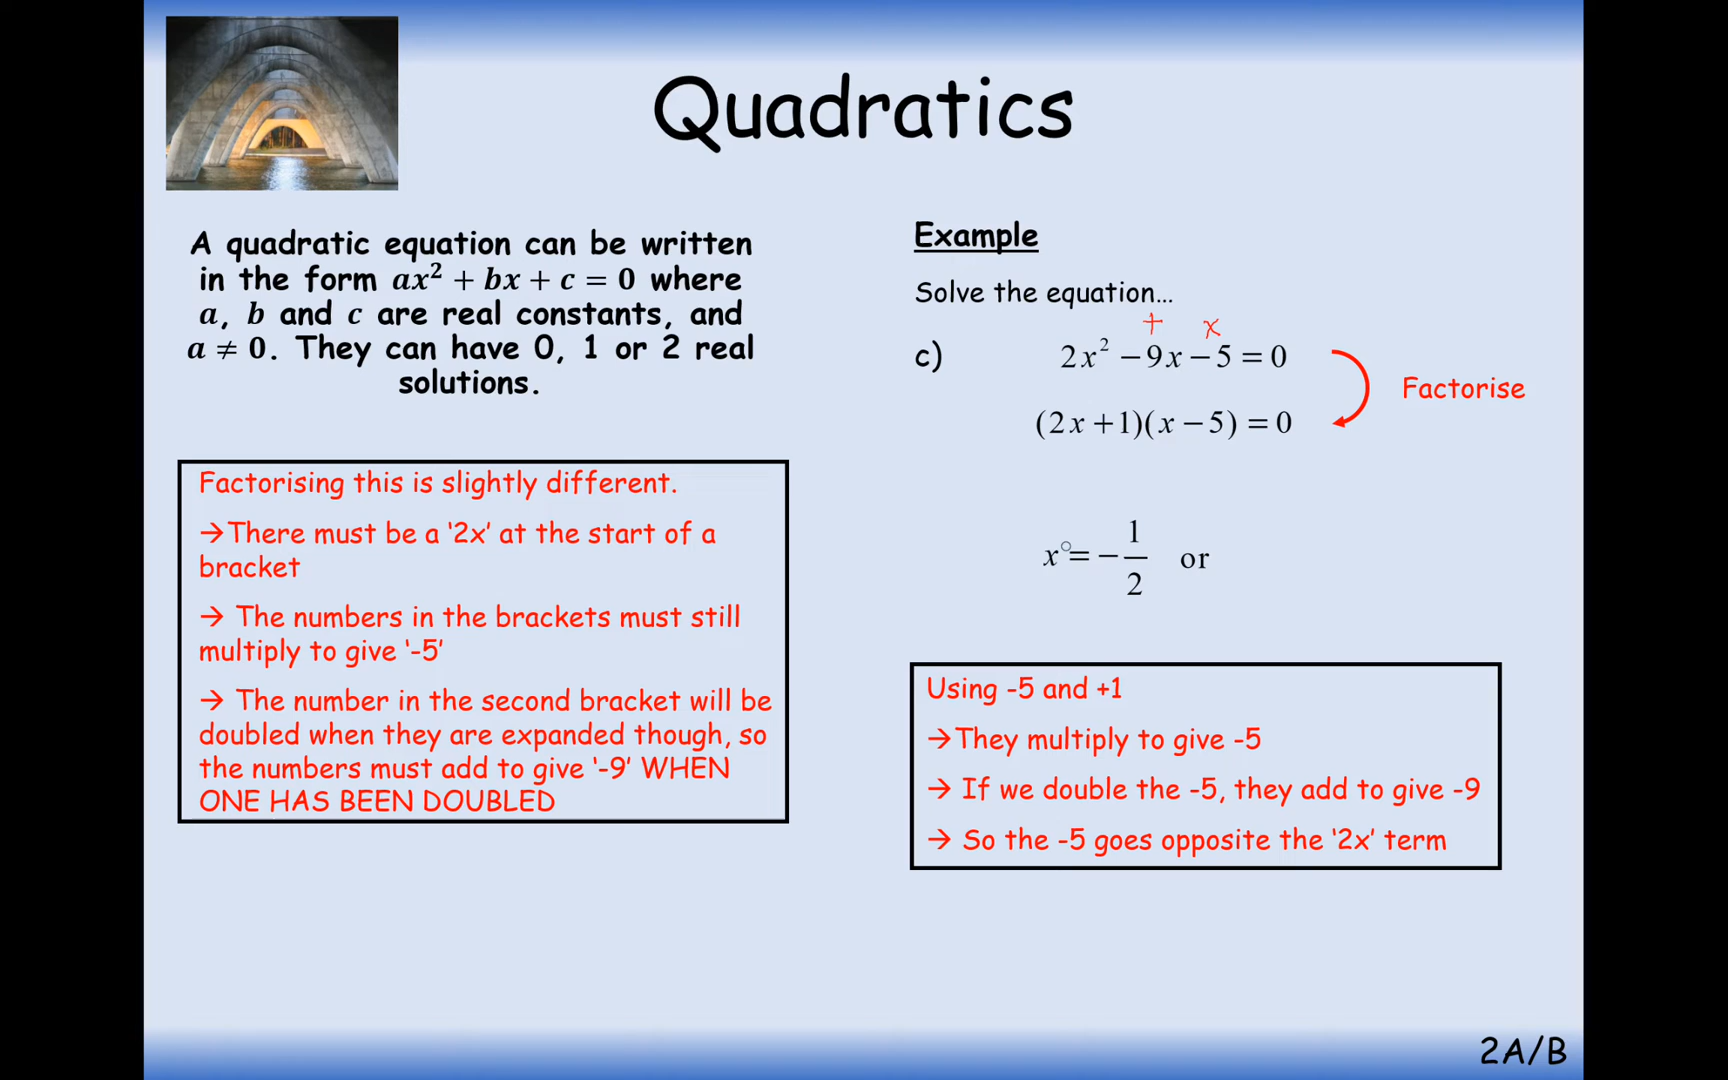 Quadratics
A quadratic equation can be written
in the form ax² + bx + c = 0 where
a, b and c are real constants, and
a ≠ 0. They can have 0, 1 or 2 real
solutions.
Factorising this is slightly different.
→There must be a ‘2x’ at the start of a
bracket
→ The numbers in the brackets must still
multiply to give ‘-5’
→ The number in the second bracket will be
doubled when they are expanded though, so
the numbers must add to give ‘-9’ WHEN
ONE HAS BEEN DOUBLED
Example
Solve the equation…
+ x
c) 2x² − 9x − 5 = 0
Factorise
(2x + 1)(x − 5) = 0
x = − 1/2 or
Using -5 and +1
→They multiply to give -5
→ If we double the -5, they add to give -9
→ So the -5 goes opposite the ‘2x’ term
2A/B